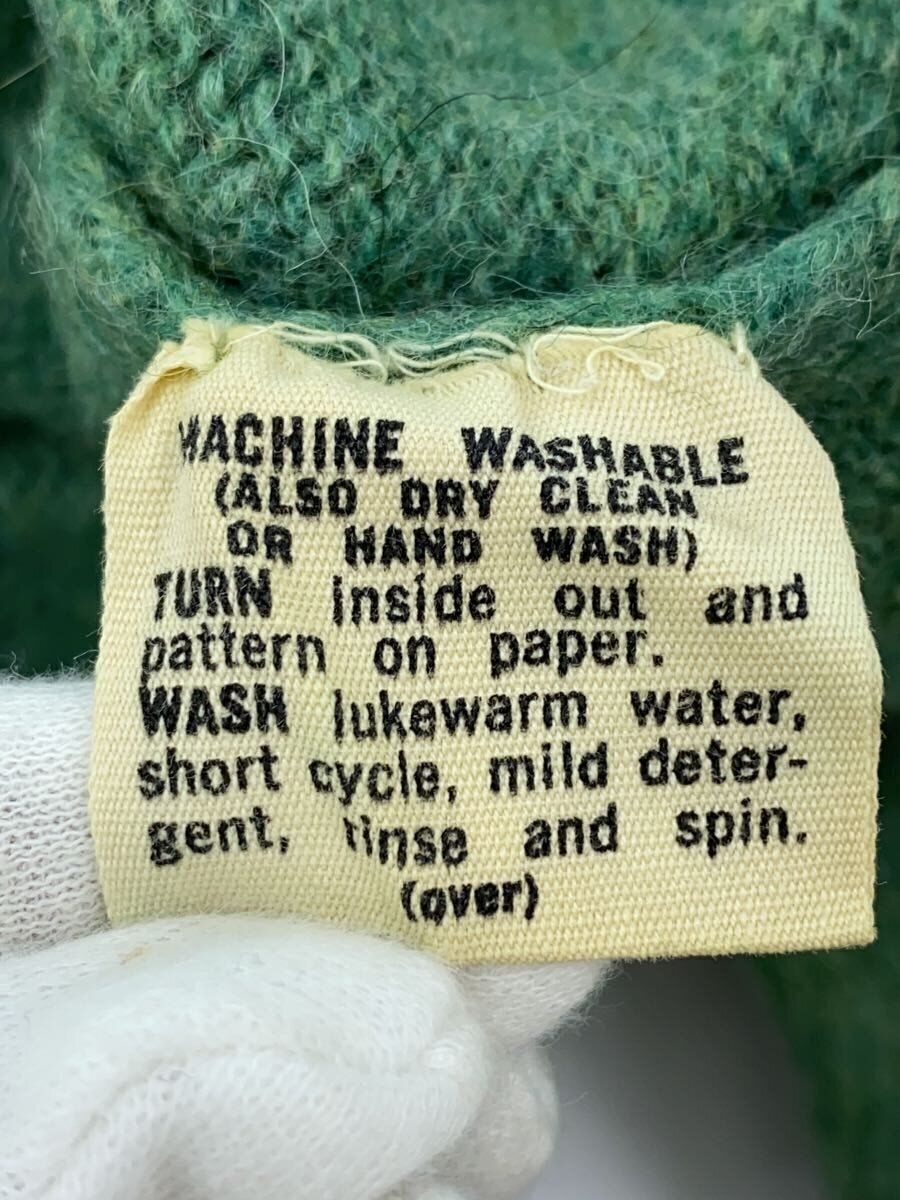 MACHINE WASHABLE
(ALSO DRY CLEAN
OR HAND WASH)
TURN inside out and
pattern on paper.
WASH lukewarm water,
short cycle, mild deter-
gent, rinse and spin.
(over)